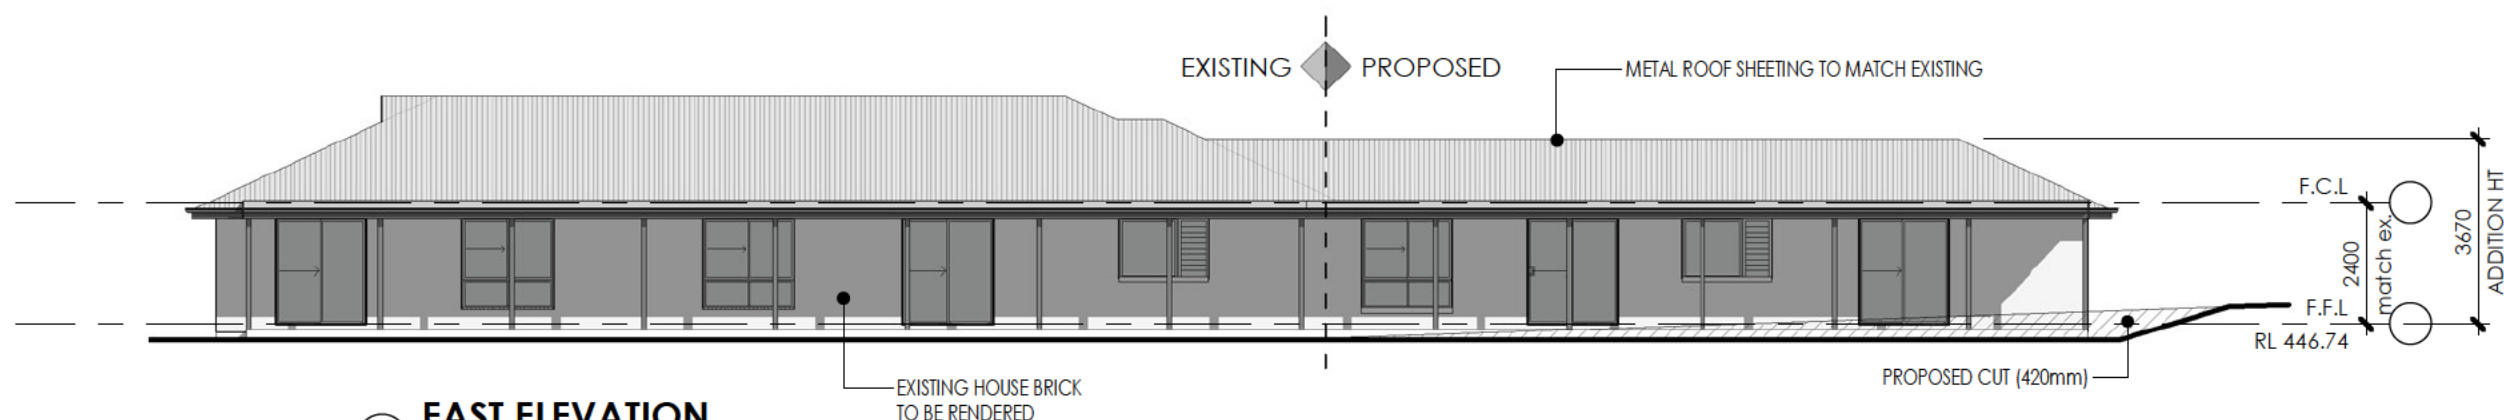 EXISTING
PROPOSED
METAL ROOF SHEETING TO MATCH EXISTING
F.C.L
2400
match ex.
3670
ADDITION HT
F.F.L
RL 446.74
PROPOSED CUT (420mm)
EXISTING HOUSE BRICK
TO BE RENDERED
EAST ELEVATION